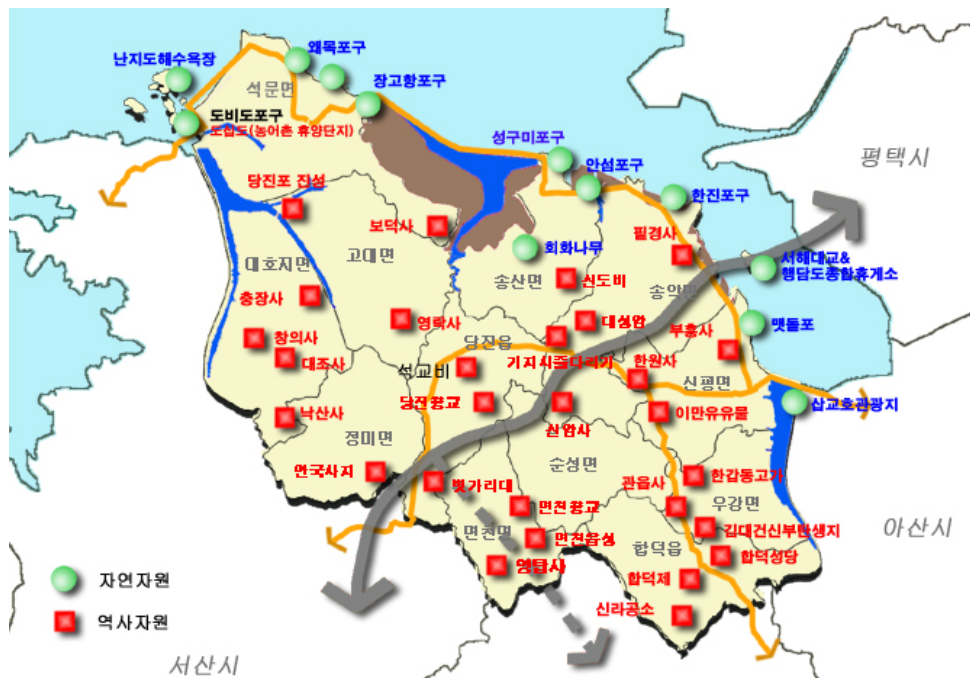 왜목포구
난지도해수욕장
석문면
장고항포구
도비도포구
(농어촌 휴양단지)
성구미포구
안섬포구
평택시
당진포 진성
한진포구
보덕사
필경사
고대면
회화나무
대호지면
서해대교&
행담도종합휴게소
송산면
신도비
송악면
충장사
영락사
대성암
맷돌포
창의사
당진읍
부흥사
대조사
석교비
기지시줄다리기
한원사
신평면
당진향교
이만유유물
삽교호관광지
낙산사
신암사
정미면
순성면
안국사지
한갑동고가
볏가리대
관읍사
우강면
면천향교
김대건신부탄생지
아산시
면천면
면천읍성
합덕읍
합덕성당
영탑사
자연자원
합덕제
신라공소
역사자원
서산시